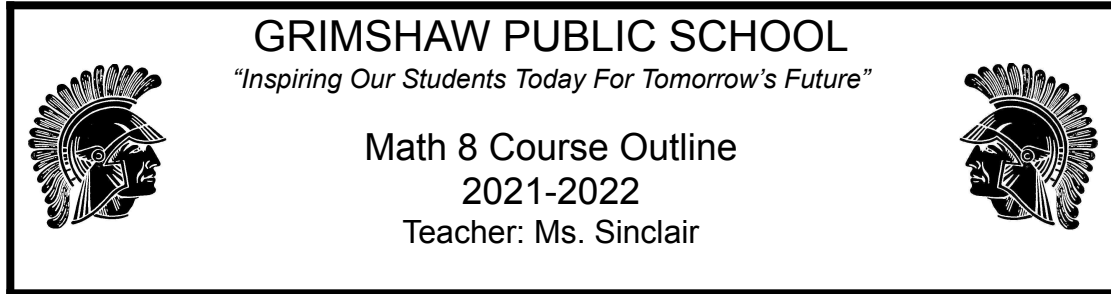 GRIMSHAW PUBLIC SCHOOL
“Inspiring Our Students Today For Tomorrow’s Future”
Math 8 Course Outline
2021-2022
Teacher: Ms. Sinclair